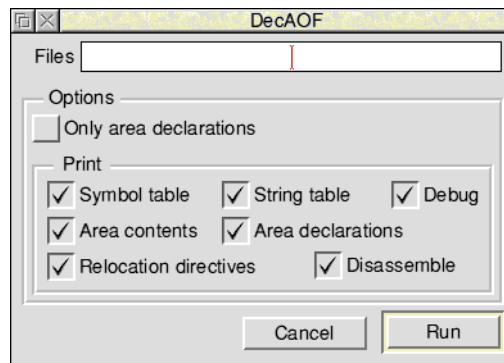 DecAOF
Files
Options
Only area declarations
Print
Symbol table String table Debug
Area contents Area declarations
Relocation directives Disassemble
Cancel Run